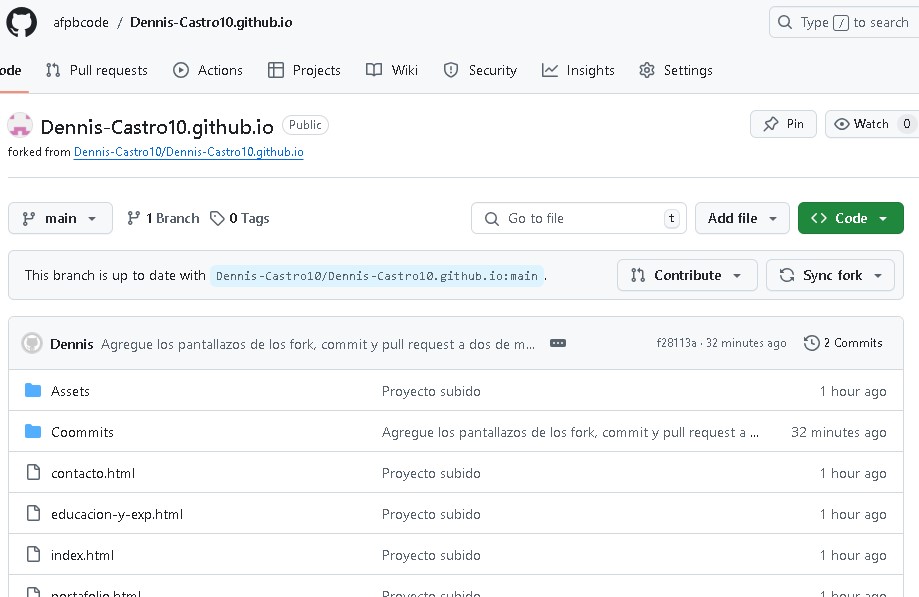 afpbcode / Dennis-Castro10.github.io
Type / to search
ode Pull requests Actions Projects Wiki Security Insights Settings
Dennis-Castro10.github.io Public
Pin Watch 0
forked from Dennis-Castro10/Dennis-Castro10.github.io
main 1 Branch 0 Tags Go to file t Add file Code
This branch is up to date with Dennis-Castro10/Dennis-Castro10.github.io:main . Contribute Sync fork
Dennis Agregue los pantallazos de los fork, commit y pull request a dos de m... f28113a · 32 minutes ago 2 Commits
Assets Proyecto subido 1 hour ago
Coommits Agregue los pantallazos de los fork, commit y pull request a ... 32 minutes ago
contacto.html Proyecto subido 1 hour ago
educacion-y-exp.html Proyecto subido 1 hour ago
index.html Proyecto subido 1 hour ago
portafolio.html Proyecto subido 1 hour ago